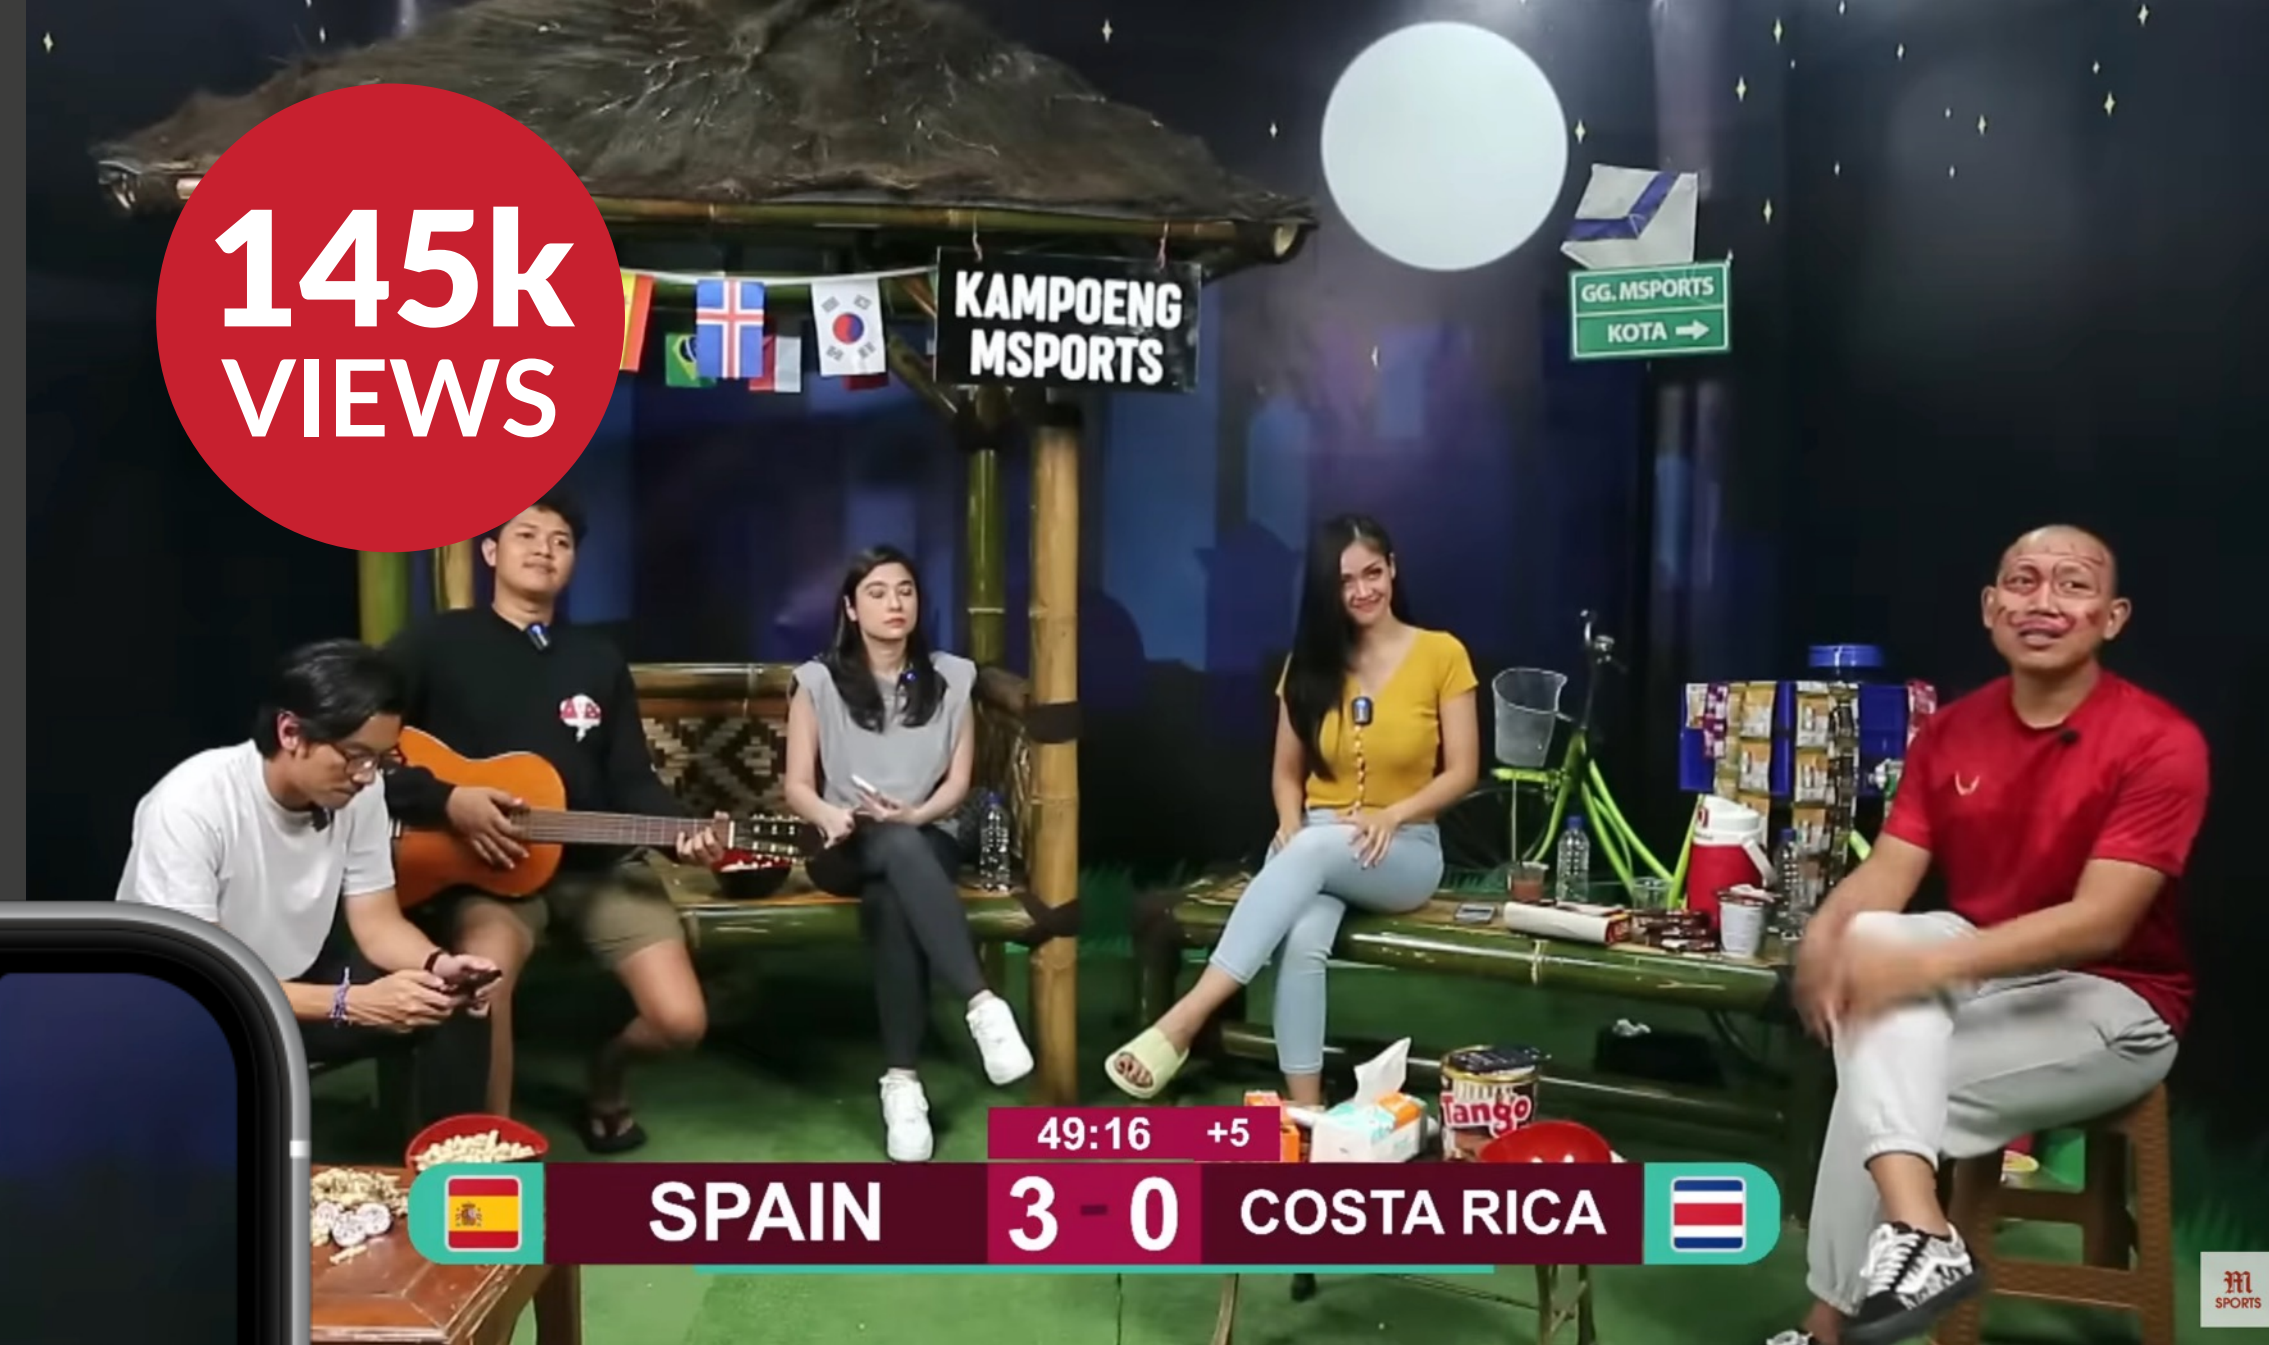 145k
VIEWS
KAMPOENG
MSPORTS
GG. MSPORTS
KOTA →
Tango
49:16 +5
SPAIN 3 - 0 COSTA RICA
M
SPORTS